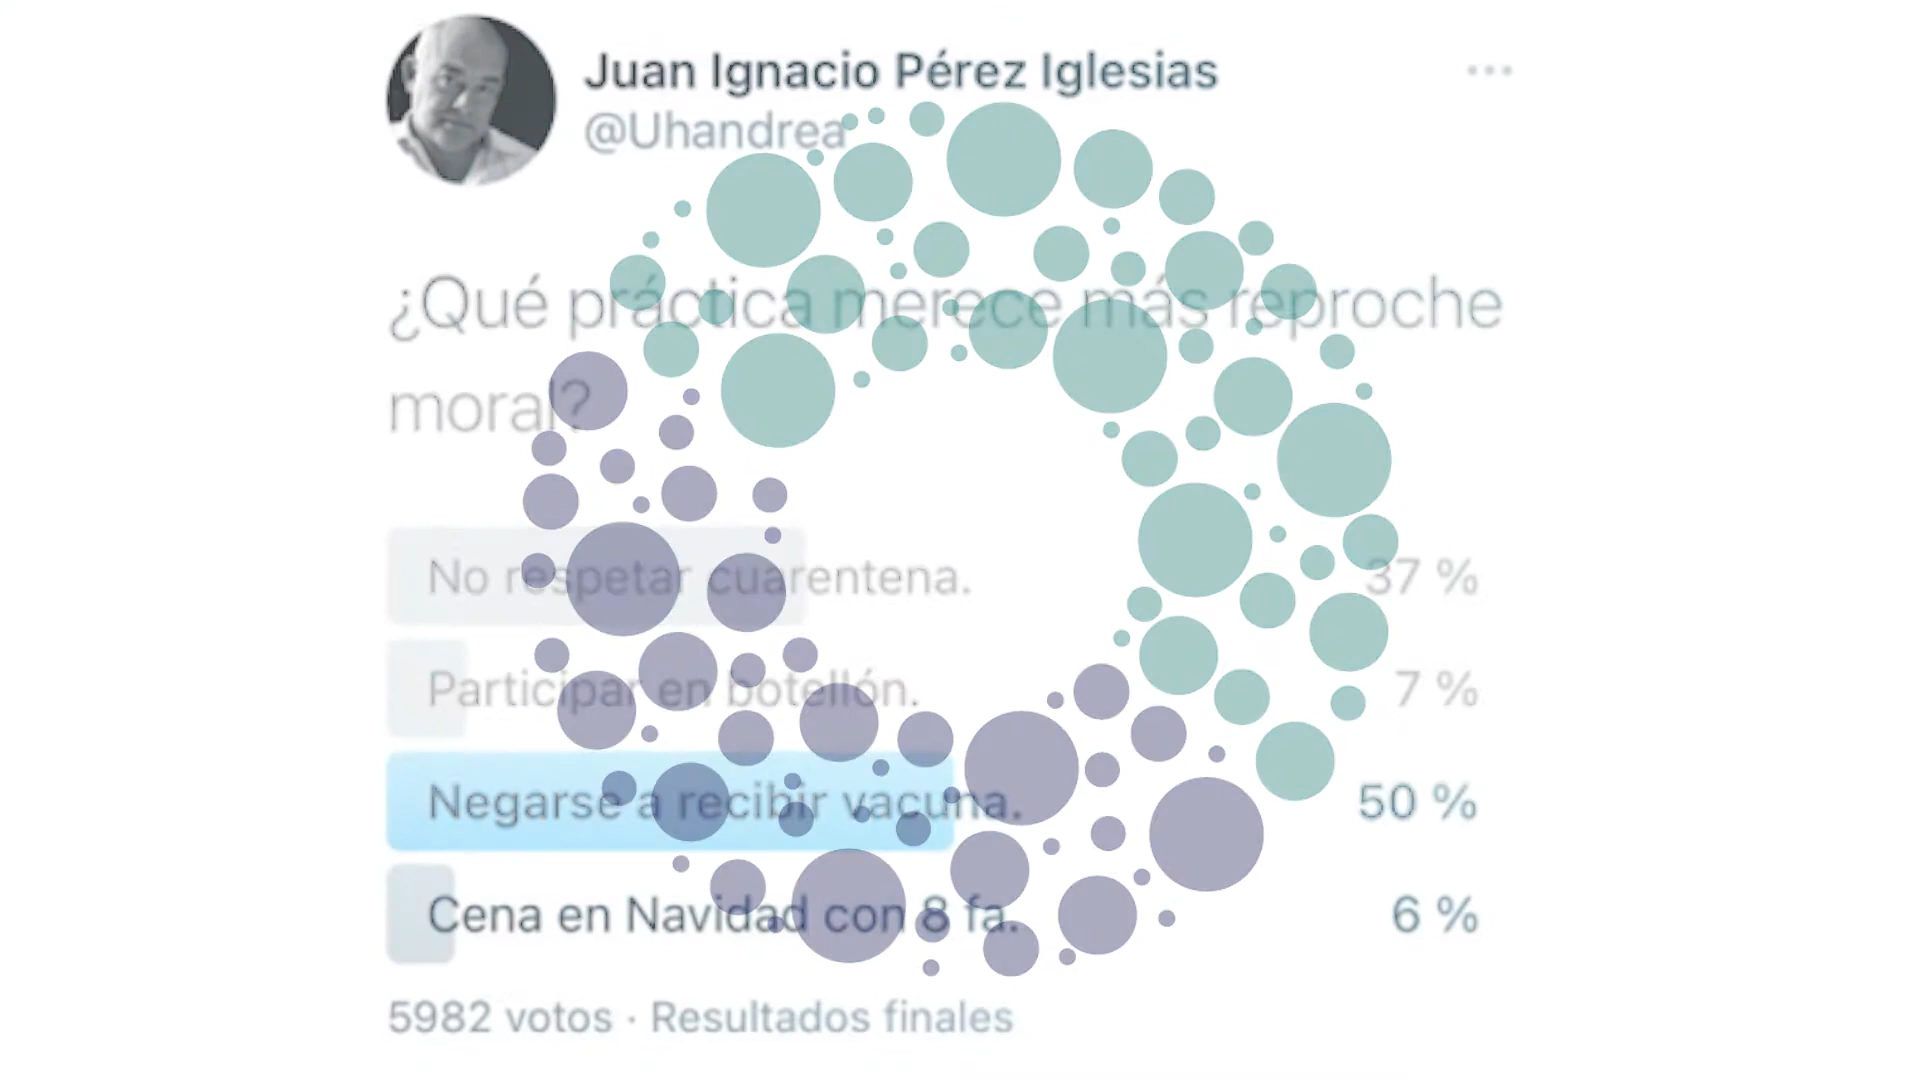 Juan Ignacio Pérez Iglesias
@Uhandrea
¿Qué práctica merece más reproche
moral?
No respetar cuarentena. 37 %
Participar en botellón. 7 %
Negarse a recibir vacuna. 50 %
Cena en Navidad con 8 fa. 6 %
5982 votos · Resultados finales